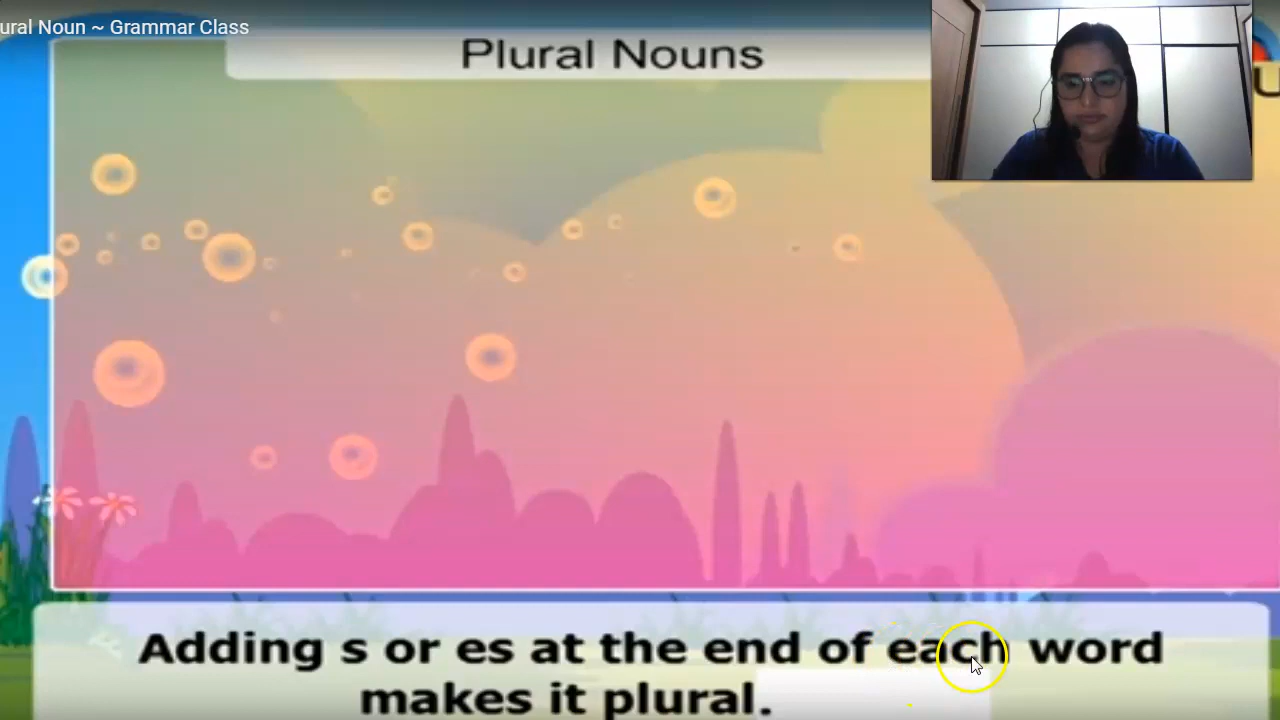 ural Noun ~ Grammar Class
Plural Nouns
Adding s or es at the end of each word
makes it plural.